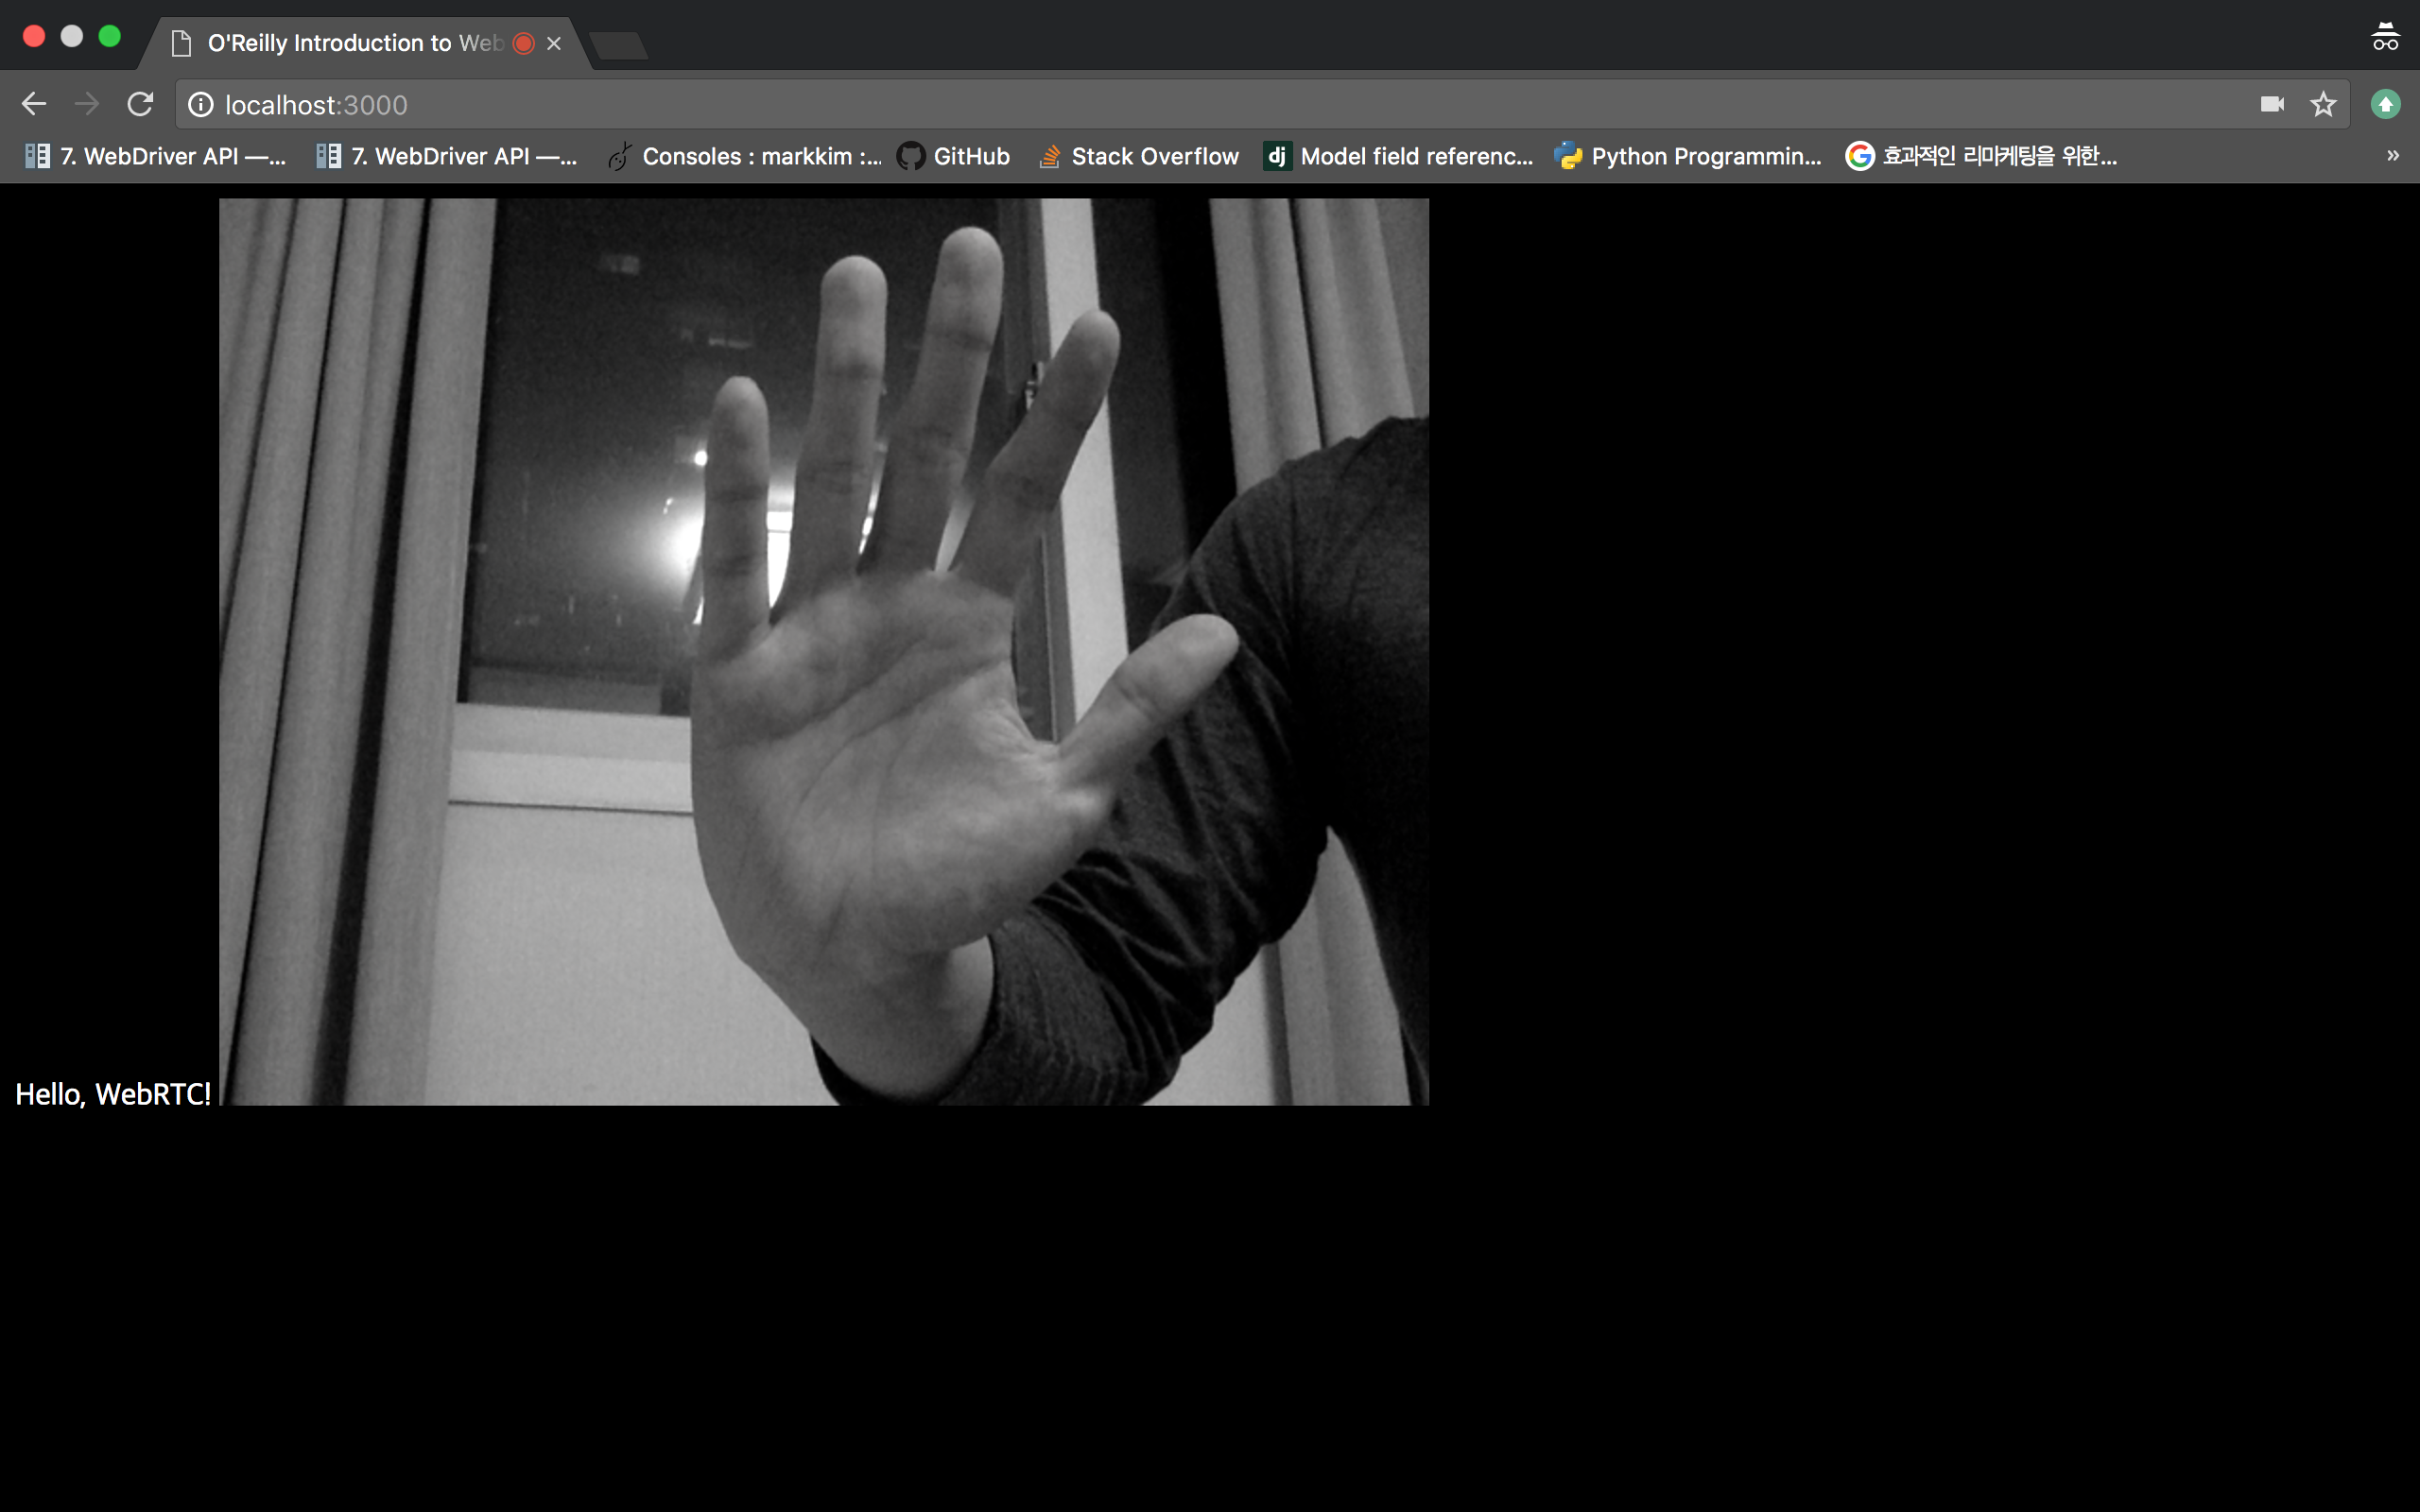 O'Reilly Introduction to Web
localhost:3000
7. WebDriver API —... 7. WebDriver API —... Consoles : markkim :... GitHub Stack Overflow dj Model field referenc... Python Programmin... G 효과적인 리마케팅을 위한... »
Hello, WebRTC!